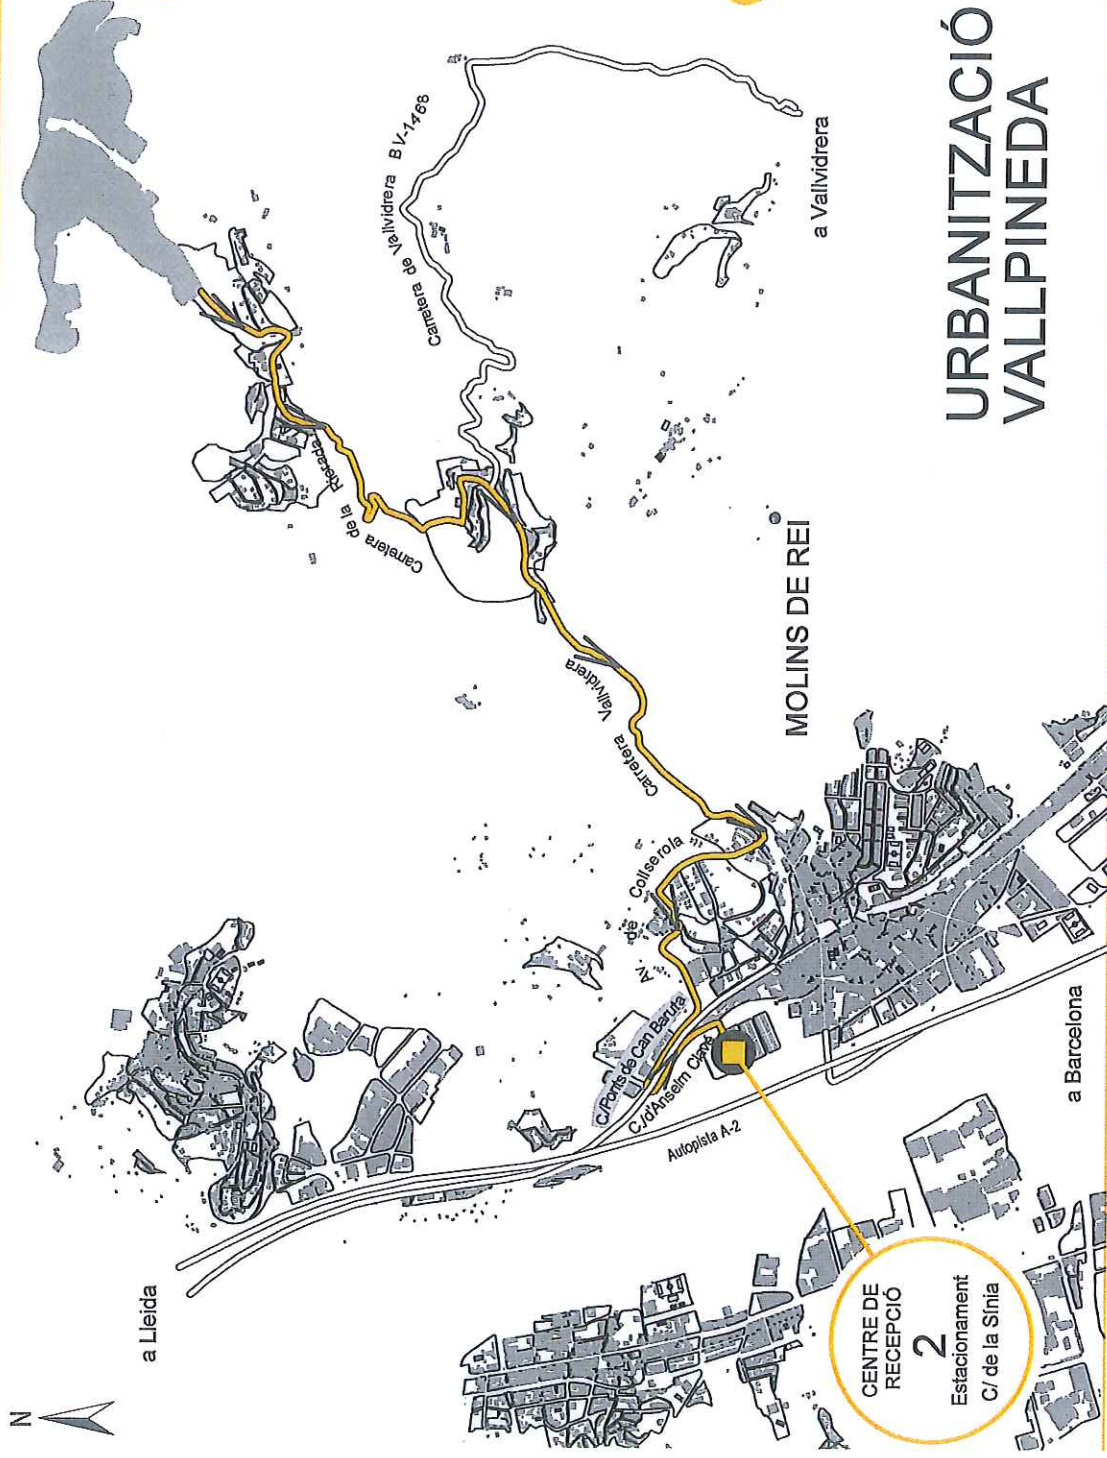 N
a Lleida
CENTRE DE
RECEPCIÓ
2
Estacionament
C/ de la Sínia
Autopista A-2
a Barcelona
C/Ponts de Can Baruta
C./d'Anselm Clavé
Av. de Collserola
Carretera Vallvidrera
MOLINS DE REI
Carretera de la Rierada
Carretera de Vallvidrera BV-1468
a Vallvidrera
URBANITZACIÓ
VALLPINEDA